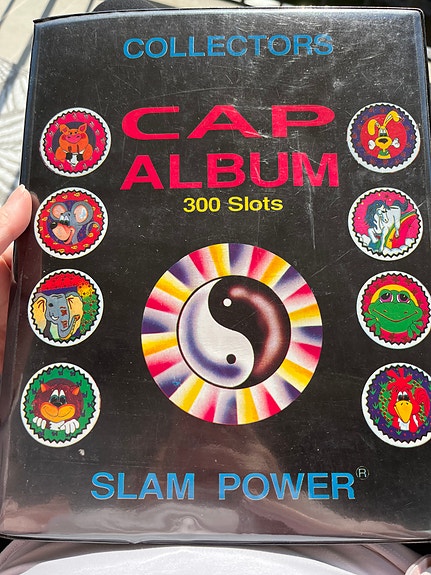 COLLECTORS
CAP
ALBUM
300 Slots
SLAM POWER®